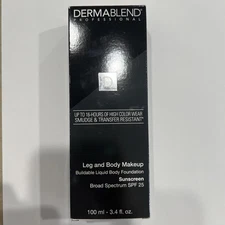 DERMABLEND
PROFESSIONAL
UP TO 16-HOURS OF HIGH COLOR WEAR
SMUDGE & TRANSFER RESISTANT*
Leg and Body Makeup
Buildable Liquid Body Foundation
Sunscreen
Broad Spectrum SPF 25
100 ml - 3.4 fl. oz.